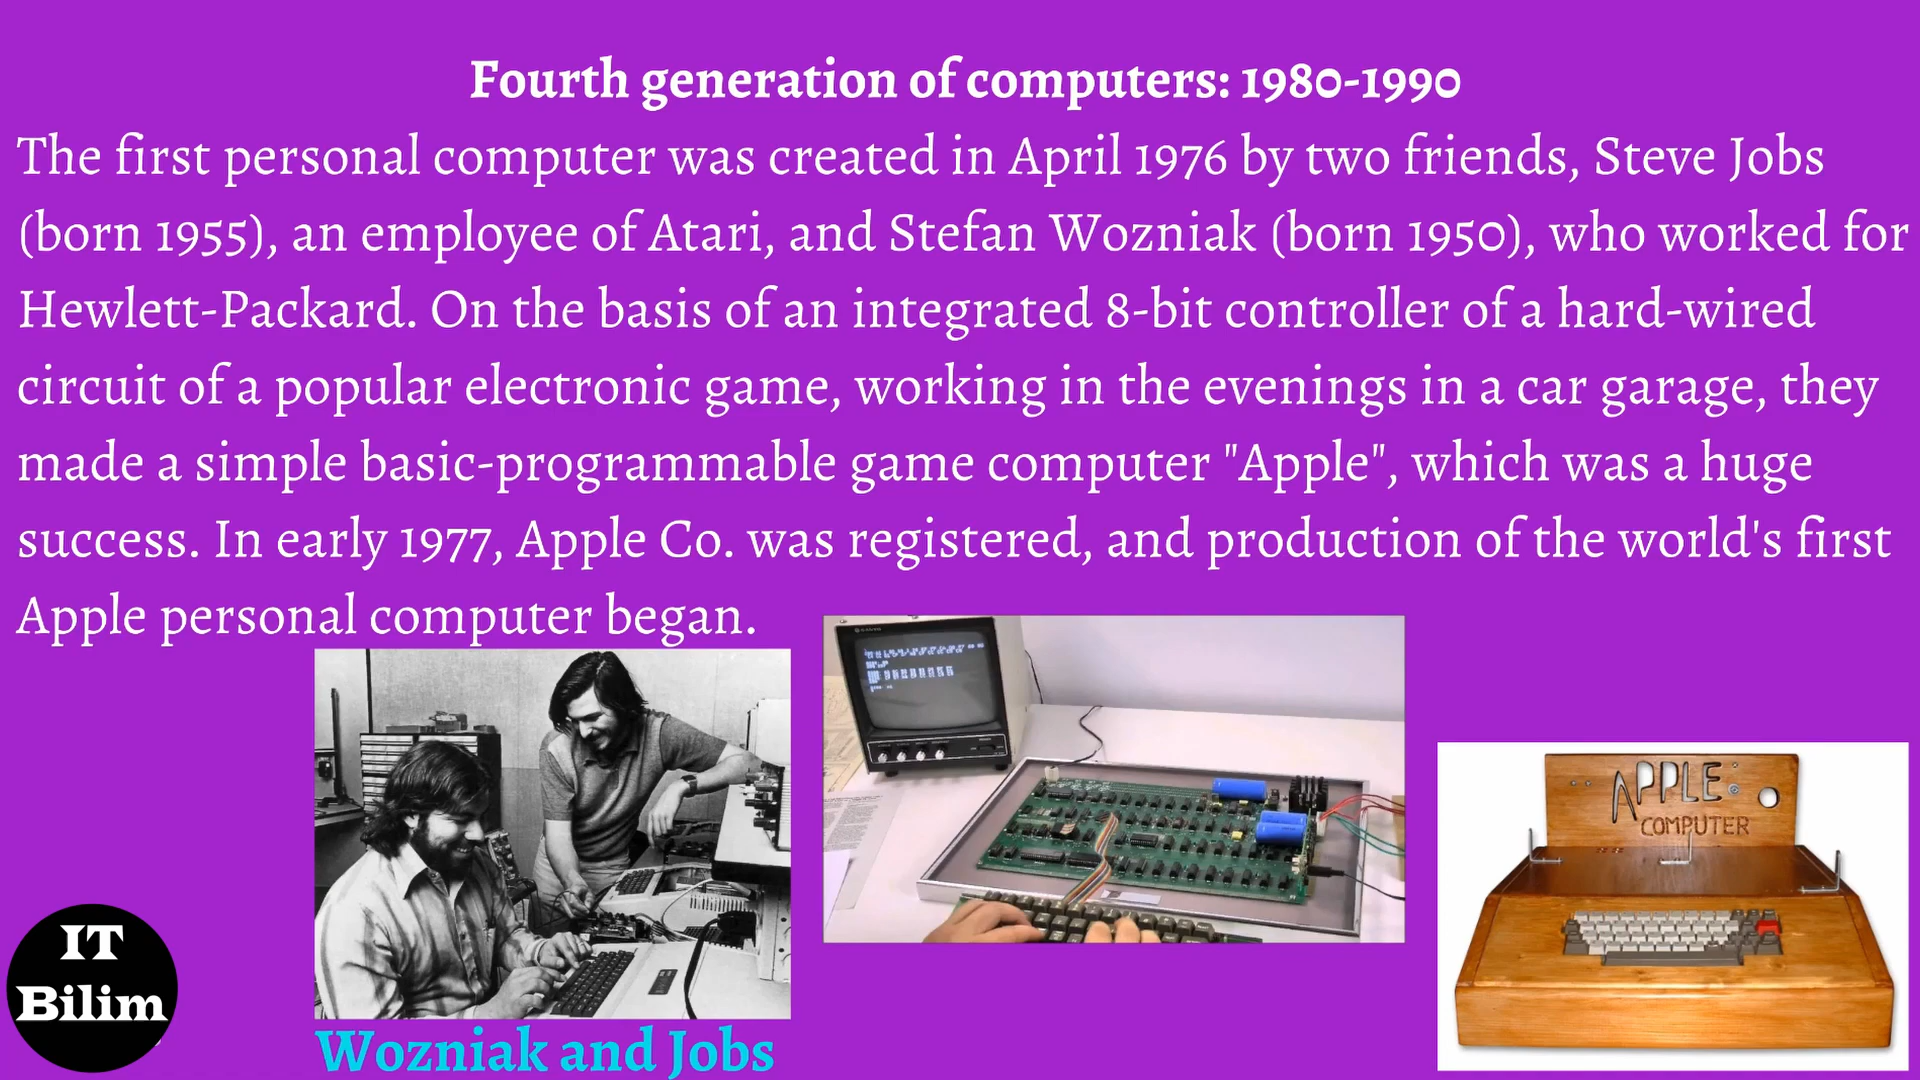 Fourth generation of computers: 1980-1990
The first personal computer was created in April 1976 by two friends, Steve Jobs
(born 1955), an employee of Atari, and Stefan Wozniak (born 1950), who worked for
Hewlett-Packard. On the basis of an integrated 8-bit controller of a hard-wired
circuit of a popular electronic game, working in the evenings in a car garage, they
made a simple basic-programmable game computer "Apple", which was a huge
success. In early 1977, Apple Co. was registered, and production of the world's first
Apple personal computer began.
APPLE
COMPUTER
IT
Bilim
Wozniak and Jobs